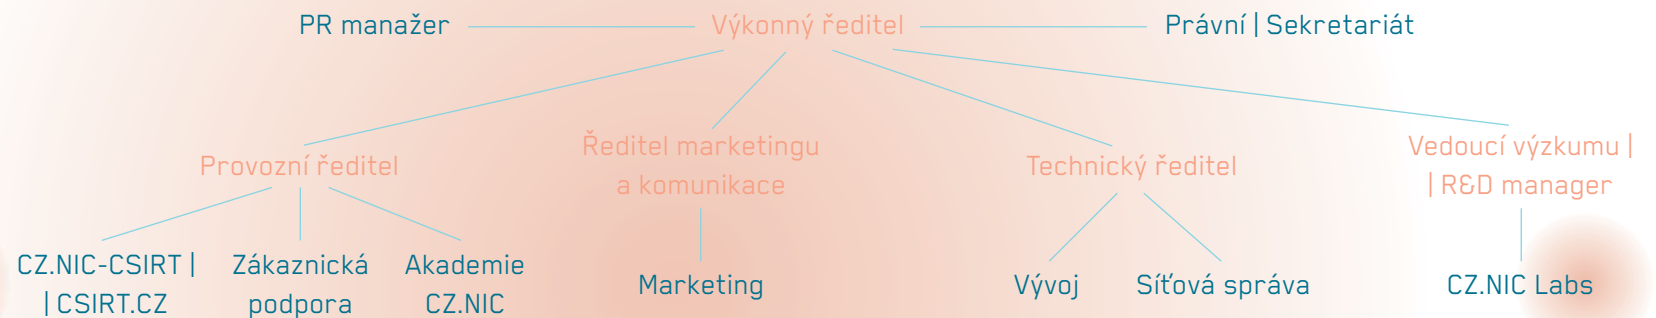 PR manažer
Výkonný ředitel
Právní | Sekretariát
Provozní ředitel
Ředitel marketingu
a komunikace
Technický ředitel
Vedoucí výzkumu |
| R&D manager
CZ.NIC-CSIRT |
| CSIRT.CZ
Zákaznická
podpora
Akademie
CZ.NIC
Marketing
Vývoj
Síťová správa
CZ.NIC Labs